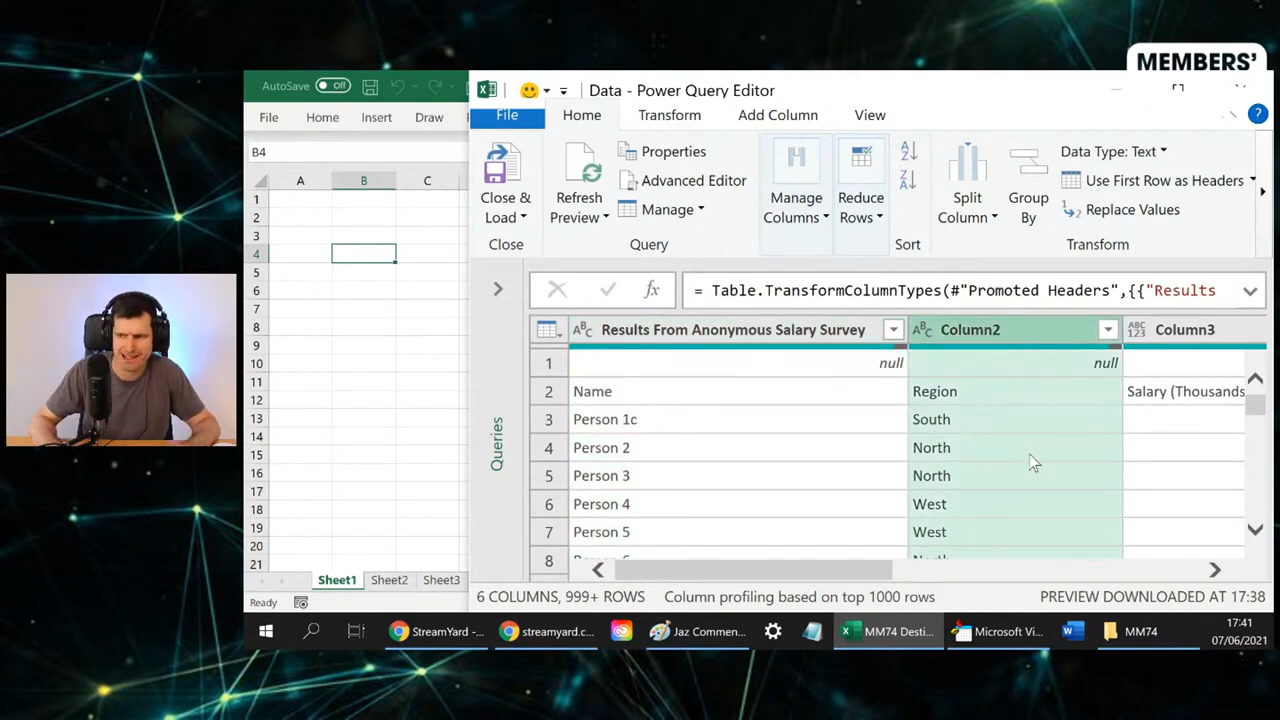 MEMBERS'
AutoSave Off
Data - Power Query Editor
File Home Insert Draw
File Home Transform Add Column View
B4
Properties
Advanced Editor
Manage
Close & Load
Refresh Preview
Manage Columns
Reduce Rows
Split Column
Group By
Data Type: Text
Use First Row as Headers
Replace Values
Close
Query
Sort
Transform
= Table.TransformColumnTypes(#"Promoted Headers",{{"Results
A B C
1
2
3
4
5
6
7
8
9
10
11
12
13
14
15
16
17
18
19
20
21
Queries
Results From Anonymous Salary Survey Column2 Column3
1 null null
2 Name Region Salary (Thousands
3 Person 1c South
4 Person 2 North
5 Person 3 North
6 Person 4 West
7 Person 5 West
8
Sheet1 Sheet2 Sheet3
Ready
6 COLUMNS, 999+ ROWS Column profiling based on top 1000 rows PREVIEW DOWNLOADED AT 17:38
StreamYard -... streamyard.c... Jaz Commen... MM74 Desti... Microsoft Vi... MM74
17:41
07/06/2021